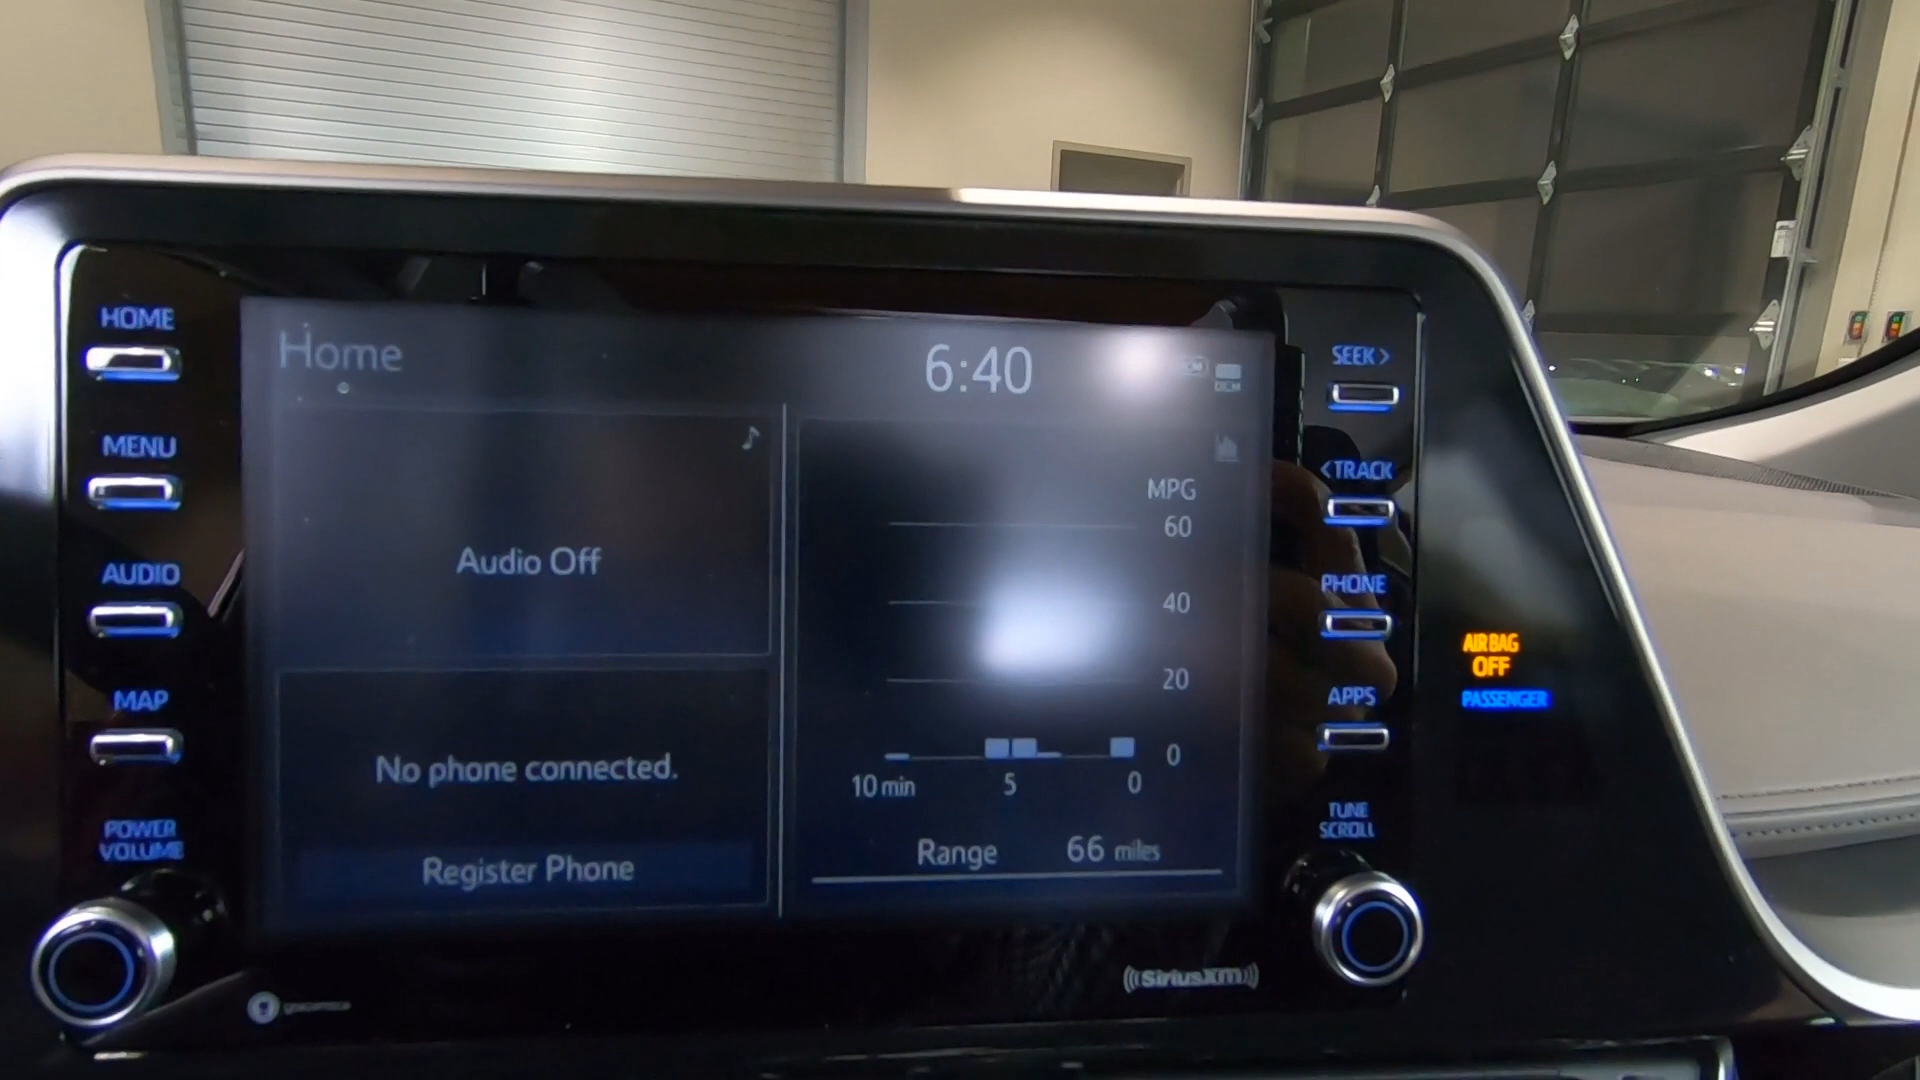 HOME
MENU
AUDIO
MAP
POWER
VOLUME
Home
6:40
DCM
Audio Off
No phone connected.
Register Phone
MPG
60
40
20
0
10 min 5 0
Range 66 miles
SEEK >
< TRACK
PHONE
APPS
TUNE
SCROLL
AIR BAG
OFF
PASSENGER
((SiriusXM))